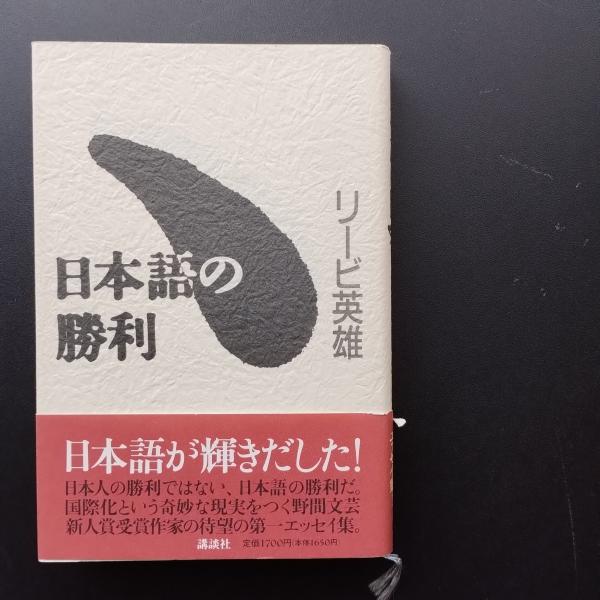 日本語の
勝利
リービ英雄
日本語が輝きだした!
日本人の勝利ではない、日本語の勝利だ。
国際化という奇妙な現実をつく野間文芸
新人賞受賞作家の待望の第一エッセイ集。
講談社 定価1700円(本体1650円)